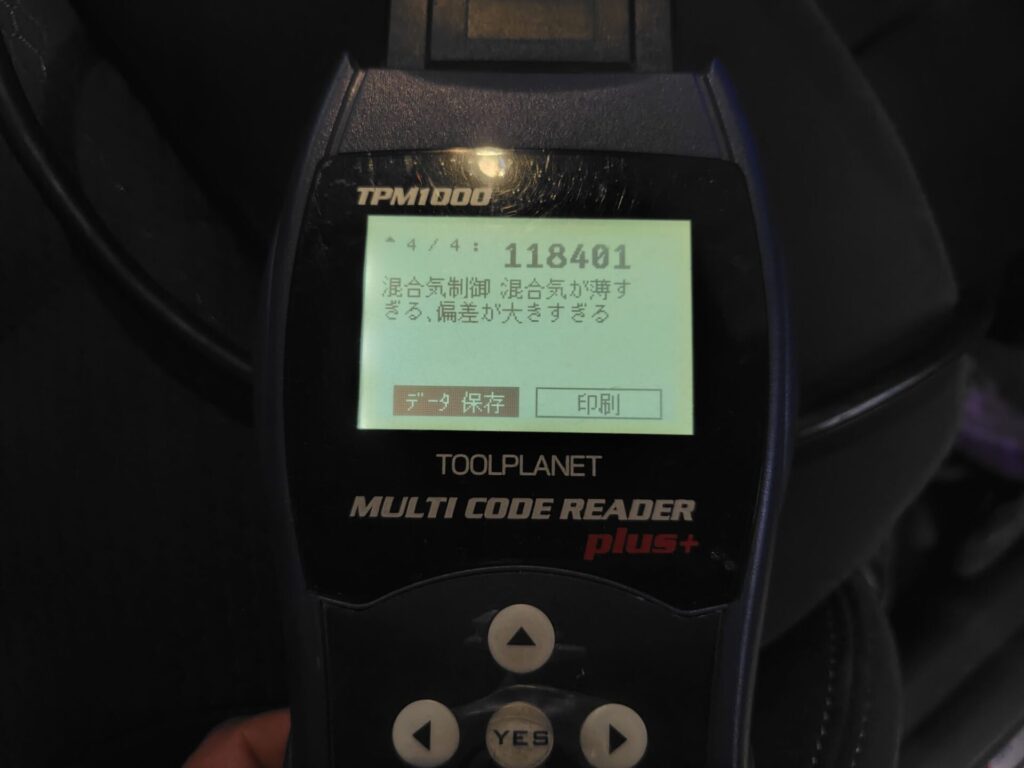 TPM1000
4/4: 118401
混合気制御 混合気が薄す
ぎる、偏差が大きすぎる
データ 保存 印刷
TOOLPLANET
MULTI CODE READER
plus+
YES